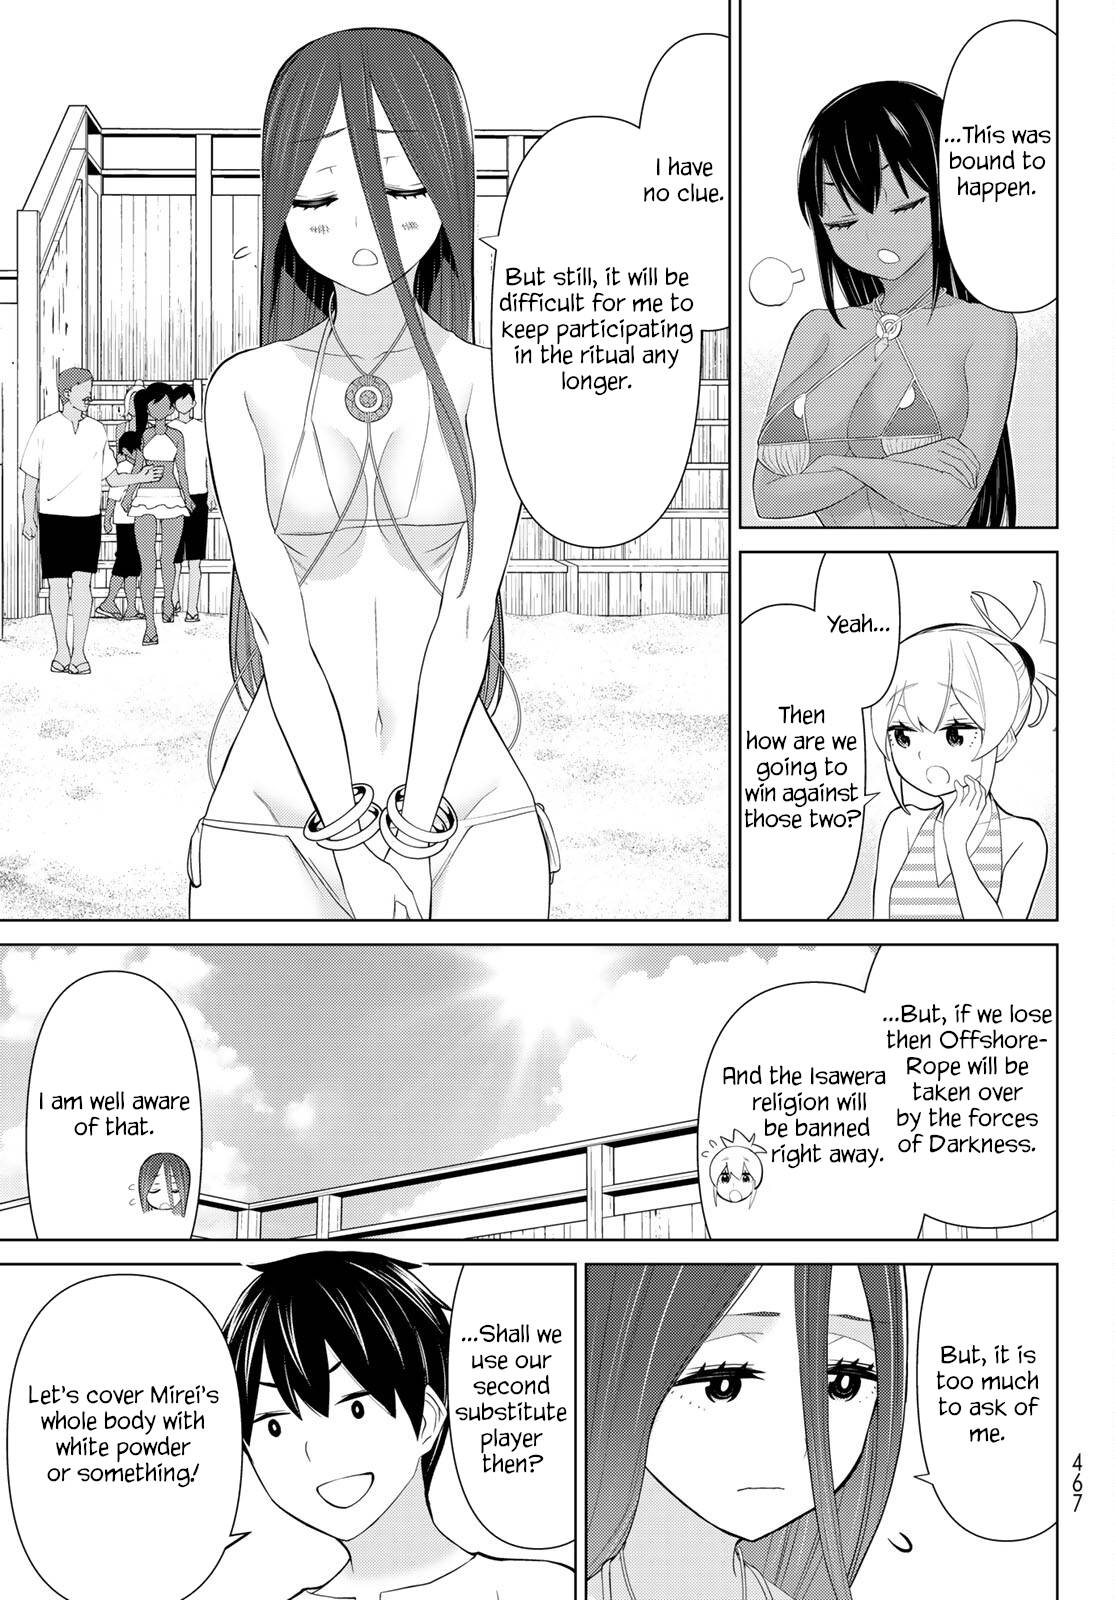 ...This was
bound to
happen.
I have
no clue.
But still, it will be
difficult for me to
keep participating
in the ritual any
longer.
Yeah...
Then
how are we
going to
win against
those two?
...But, if we lose
then Offshore-
Rope will be
taken over
by the forces
of Darkness.
And the Isawera
religion will
be banned
right away.
I am well aware
of that.
But, it is
too much
to ask of
me.
...Shall we
use our
second
substitute
player
then?
Let's cover Mirei's
whole body with
white powder
or something!
467